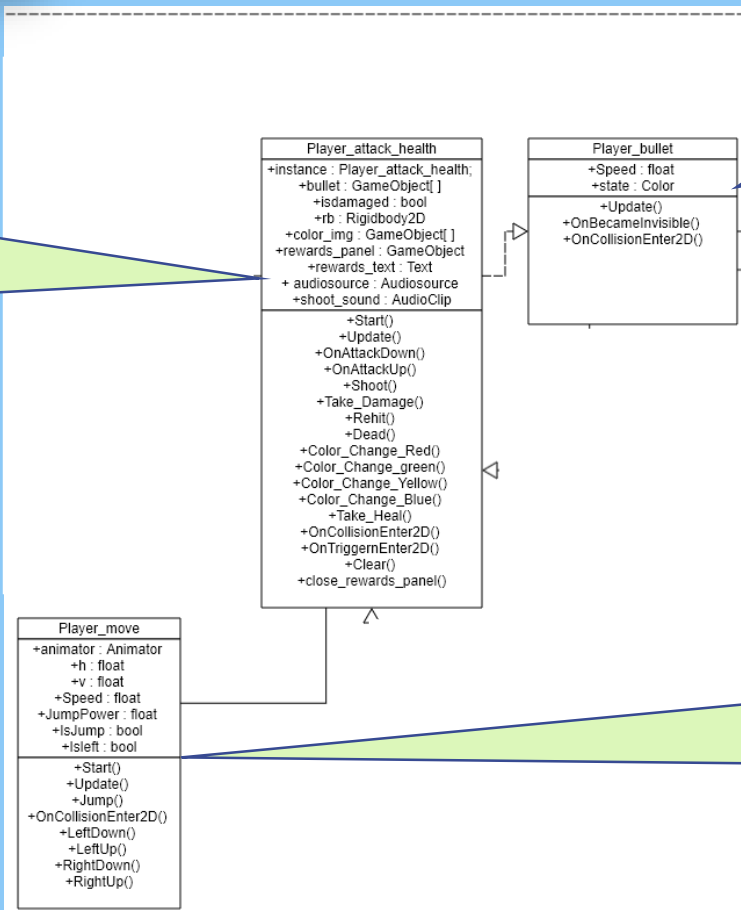 Player_attack_health
+instance : Player_attack_health;
+bullet : GameObject[ ]
+isdamaged : bool
+rb : Rigidbody2D
+color_img : GameObject[ ]
+rewards_panel : GameObject
+rewards_text : Text
+ audiosource : Audiosource
+shoot_sound : AudioClip
+Start()
+Update()
+OnAttackDown()
+OnAttackUp()
+Shoot()
+Take_Damage()
+Rehit()
+Dead()
+Color_Change_Red()
+Color_Change_green()
+Color_Change_Yellow()
+Color_Change_Blue()
+Take_Heal()
+OnCollisionEnter2D()
+OnTriggernEnter2D()
+Clear()
+close_rewards_panel()
Player_bullet
+Speed : float
+state : Color
+Update()
+OnBecameInvisible()
+OnCollisionEnter2D()
Player_move
+animator : Animator
+h : float
+v : float
+Speed : float
+JumpPower : float
+IsJump : bool
+Isleft : bool
+Start()
+Update()
+Jump()
+OnCollisionEnter2D()
+LeftDown()
+LeftUp()
+RightDown()
+RightUp()